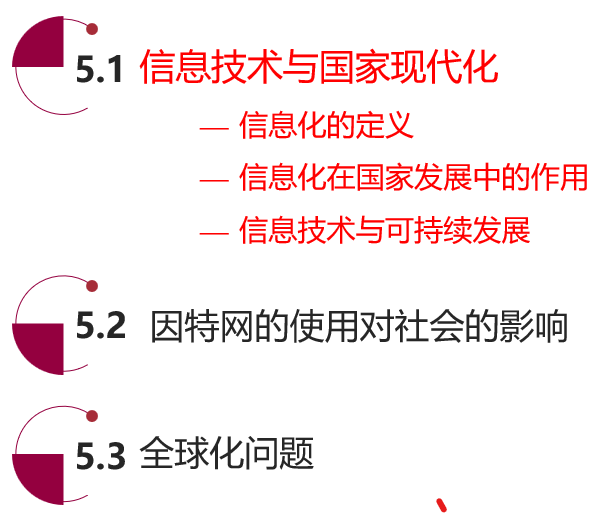 5.1 信息技术与国家现代化
— 信息化的定义
— 信息化在国家发展中的作用
— 信息技术与可持续发展
5.2 因特网的使用对社会的影响
5.3 全球化问题